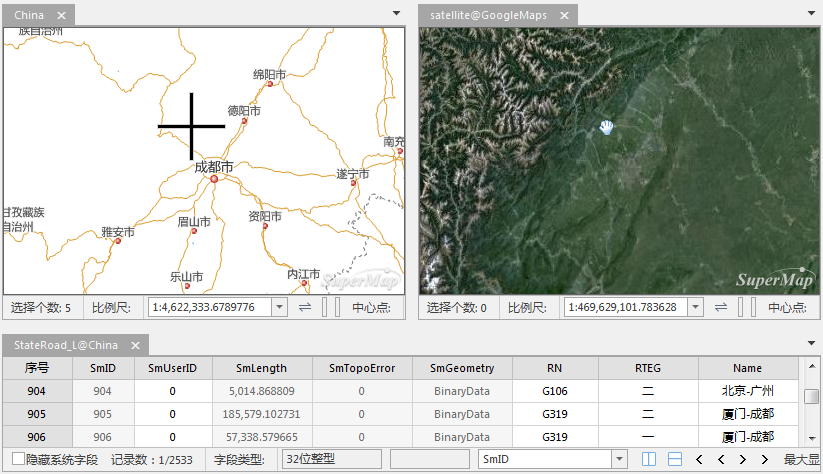 China
satellite@GoogleMaps
族自治州
绵阳市
德阳市
南充
成都市
遂宁市
甘孜藏族
自治州
雅安市
眉山市
资阳市
乐山市
内江市
SuperMap
SuperMap
选择个数: 5 比例尺: 1:4,622,333.6789776 中心点:
选择个数: 0 比例尺: 1:469,629,101.783628 中心点:
StateRoad_L@China
序号 SmID SmUserID SmLength SmTopoError SmGeometry RN RTEG Name
904 904 0 5,014.868809 0 BinaryData G106 二 北京-广州
905 905 0 185,579.102731 0 BinaryData G319 二 厦门-成都
906 906 0 57,338.579665 0 BinaryData G319 一 厦门-成都
隐藏系统字段 记录数：1/2533 字段类型: 32位整型 SmID 最大显